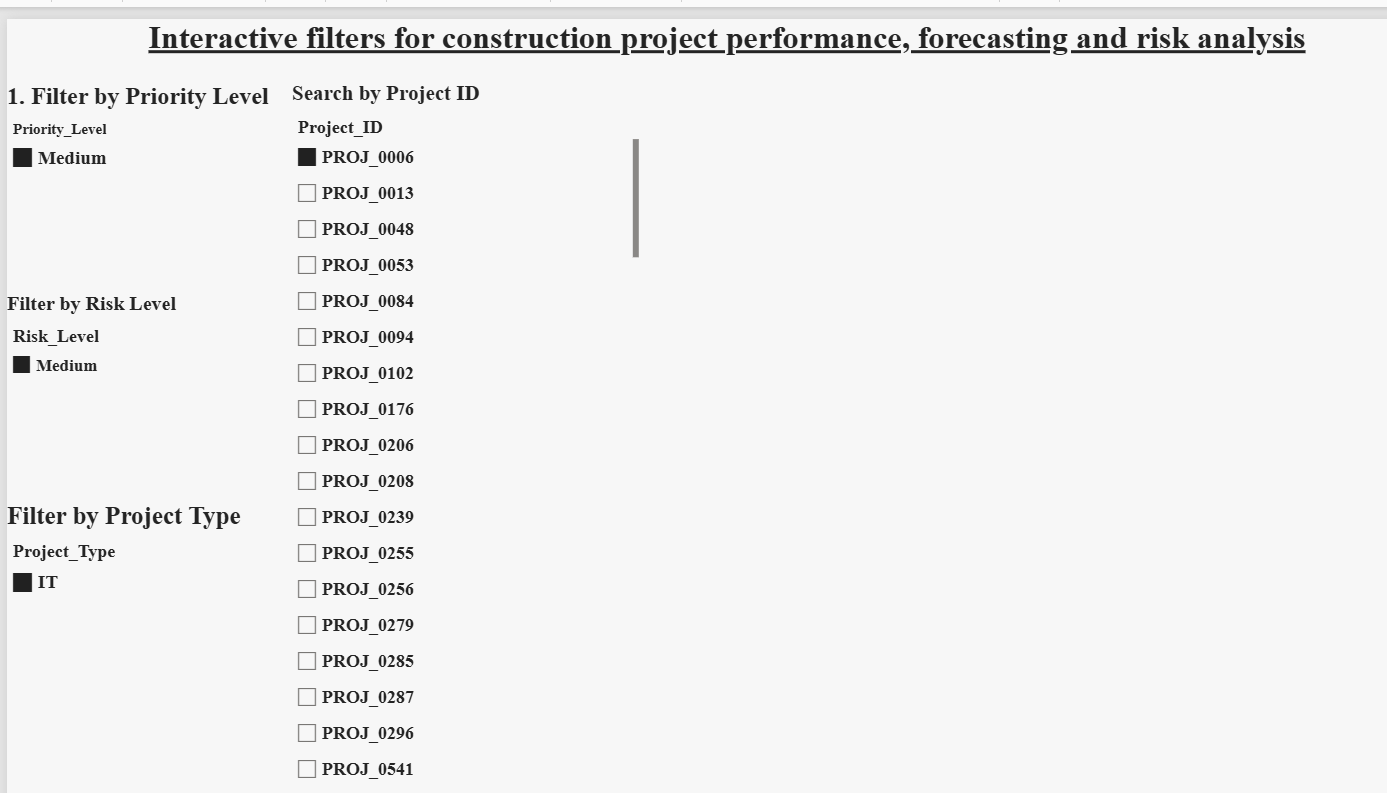 Interactive filters for construction project performance, forecasting and risk analysis
1. Filter by Priority Level
Priority_Level
Medium
Filter by Risk Level
Risk_Level
Medium
Filter by Project Type
Project_Type
IT
Search by Project ID
Project_ID
PROJ_0006
PROJ_0013
PROJ_0048
PROJ_0053
PROJ_0084
PROJ_0094
PROJ_0102
PROJ_0176
PROJ_0206
PROJ_0208
PROJ_0239
PROJ_0255
PROJ_0256
PROJ_0279
PROJ_0285
PROJ_0287
PROJ_0296
PROJ_0541